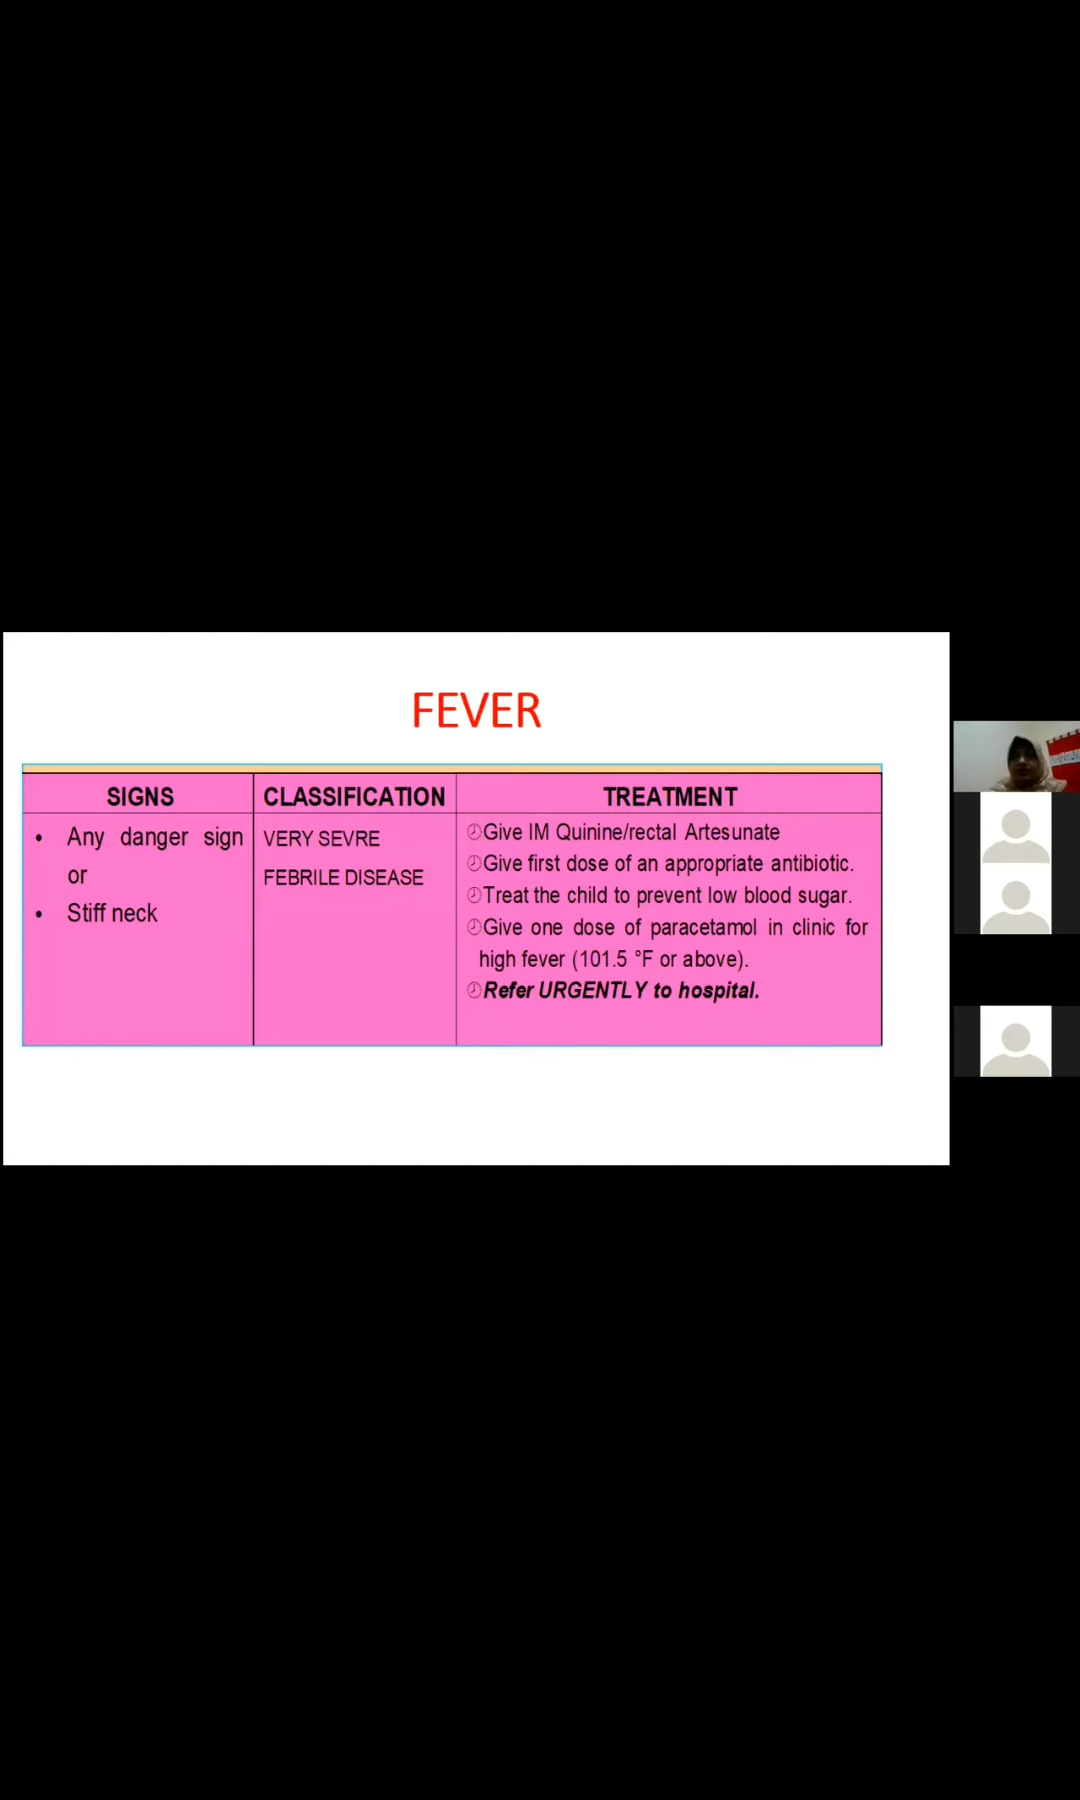 FEVER
SIGNS
• Any danger sign
or
• Stiff neck
CLASSIFICATION
VERY SEVRE
FEBRILE DISEASE
TREATMENT
Give IM Quinine/rectal Artesunate
Give first dose of an appropriate antibiotic.
Treat the child to prevent low blood sugar.
Give one dose of paracetamol in clinic for
high fever (101.5 °F or above).
Refer URGENTLY to hospital.